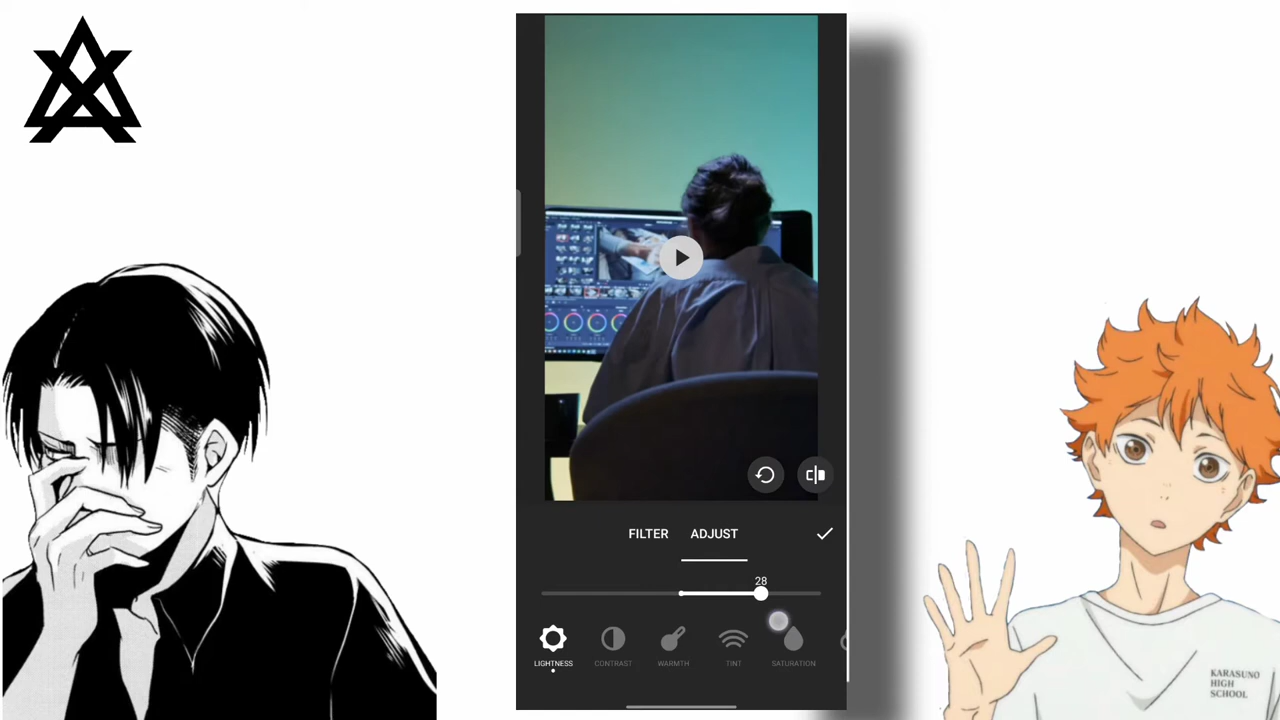 FILTER ADJUST
28
LIGHTNESS CONTRAST WARMTH TINT SATURATION
KARASUNO
HIGH
SCHOOL